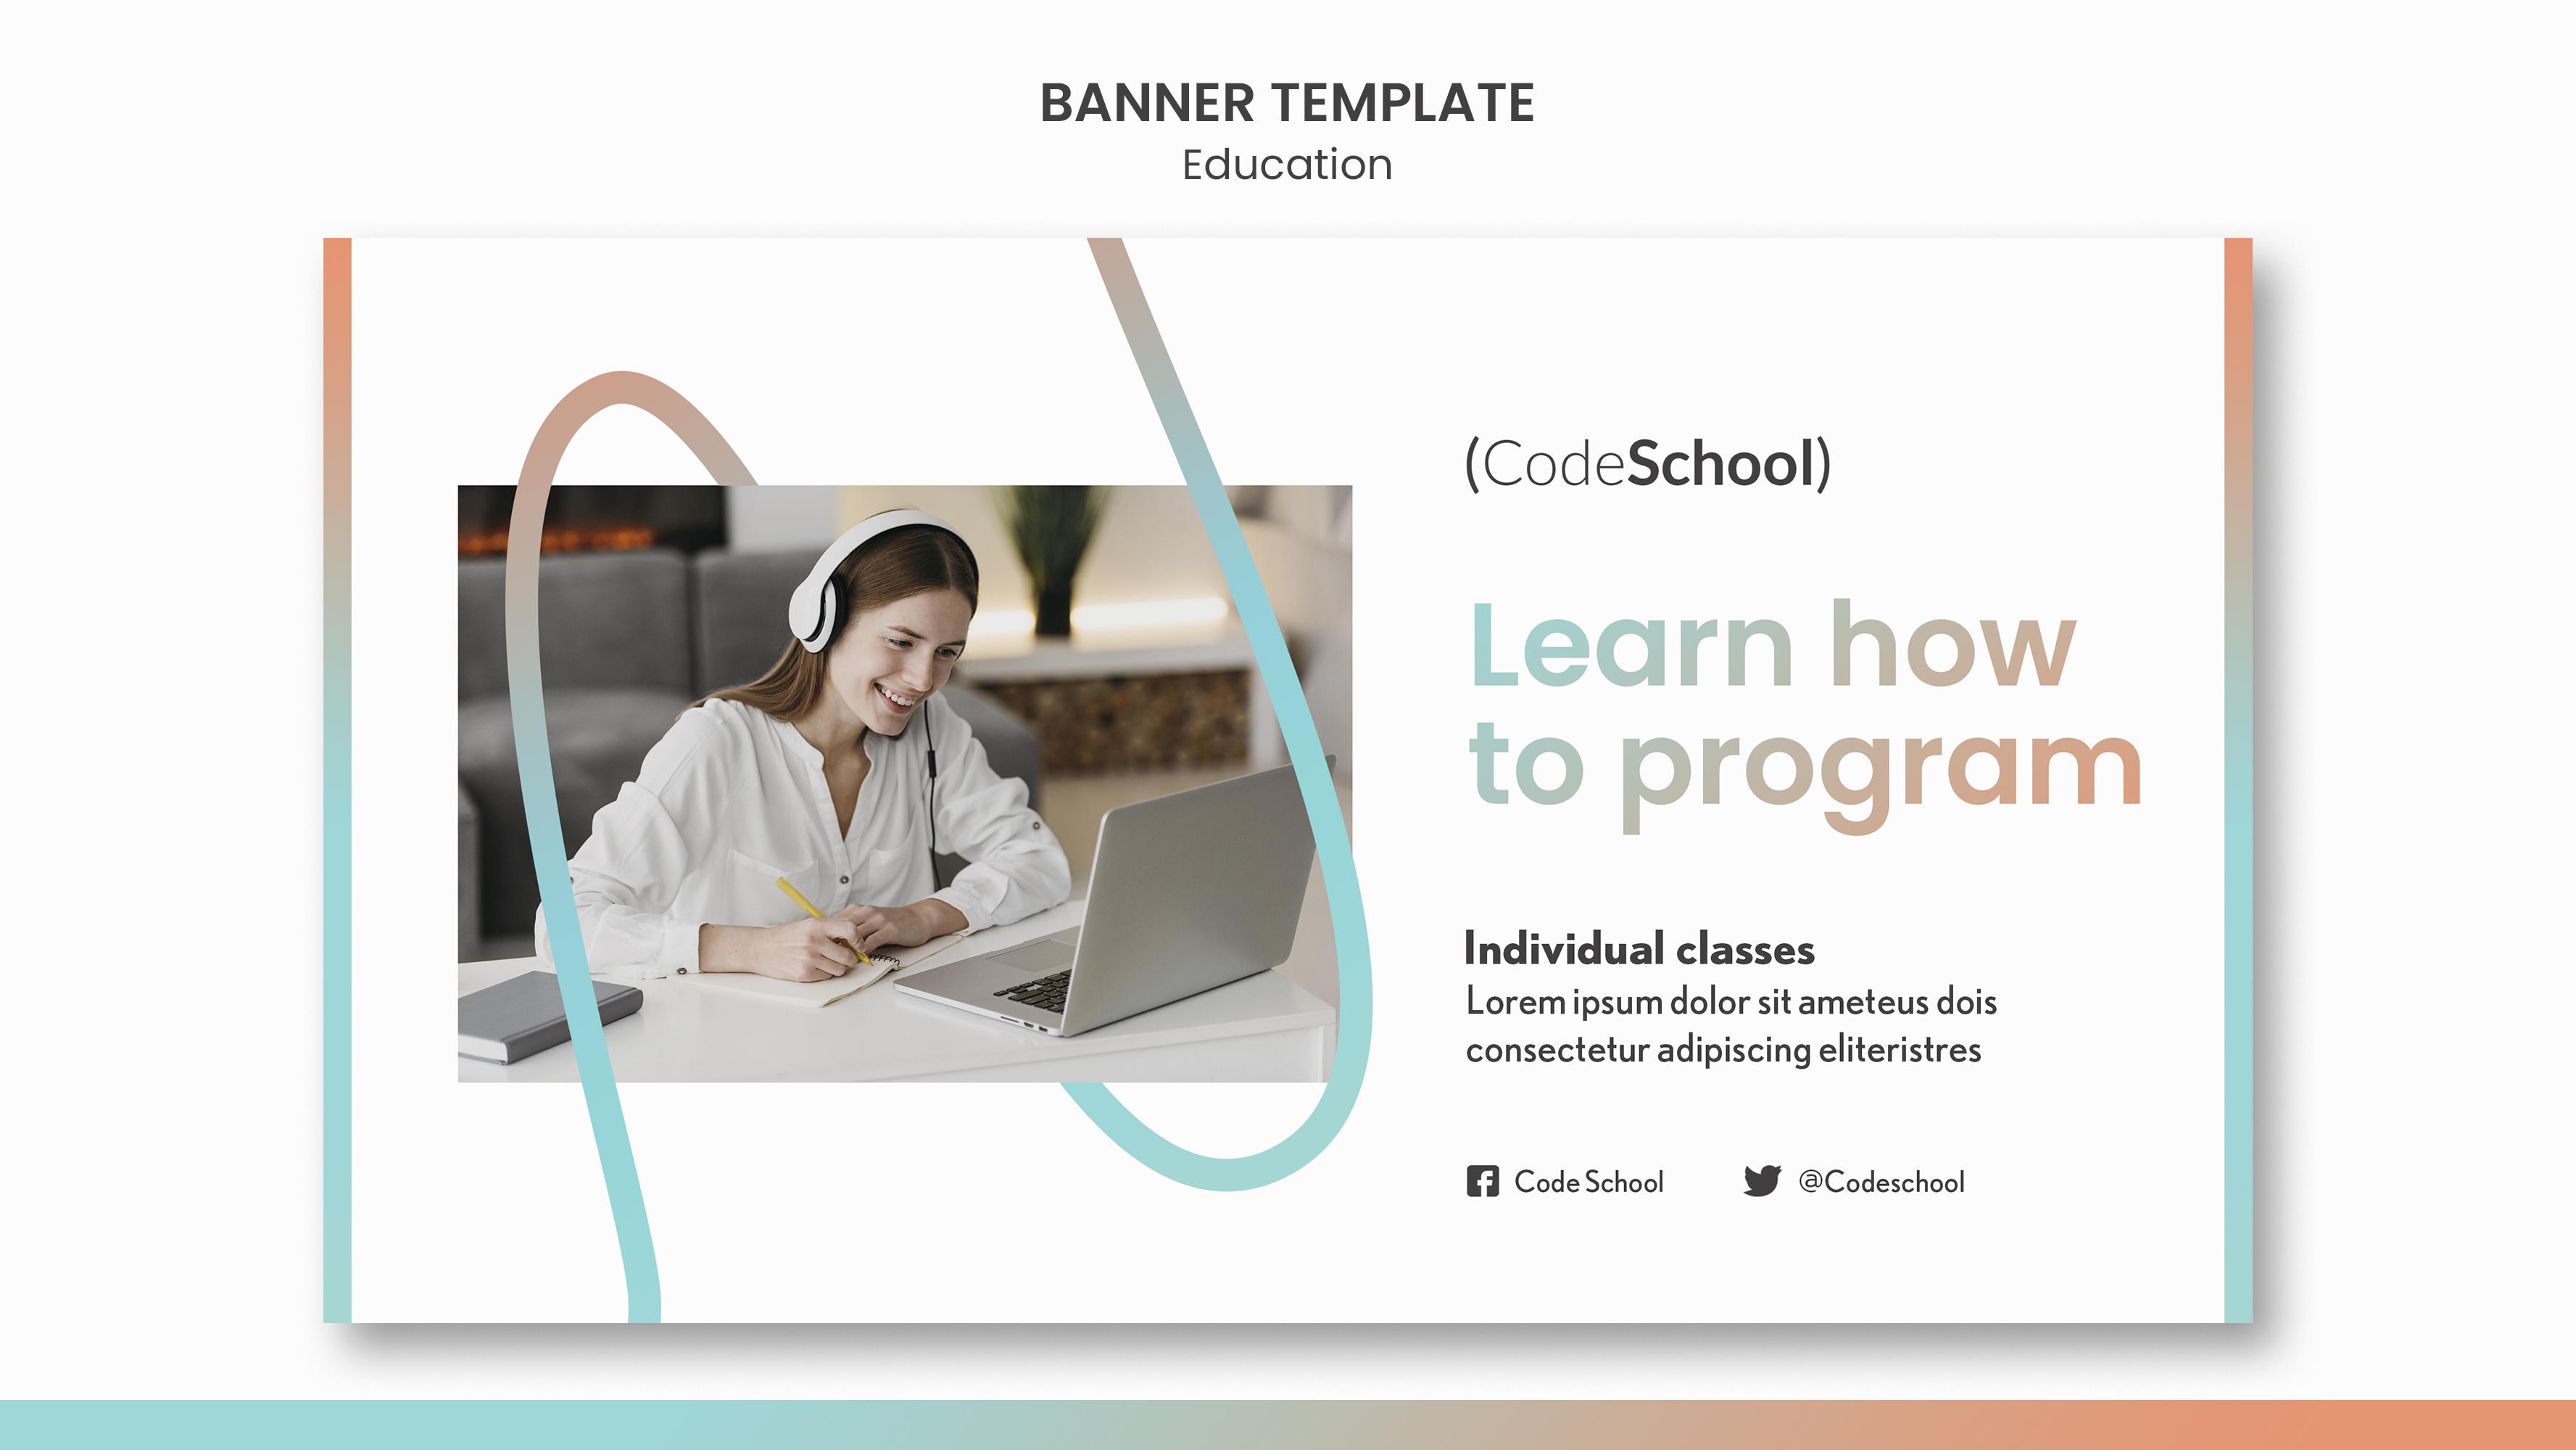 BANNER TEMPLATE
Education
(CodeSchool)
Learn how
to program
Individual classes
Lorem ipsum dolor sit ameteus dois
consectetur adipiscing eliteristres
Code School
@Codeschool